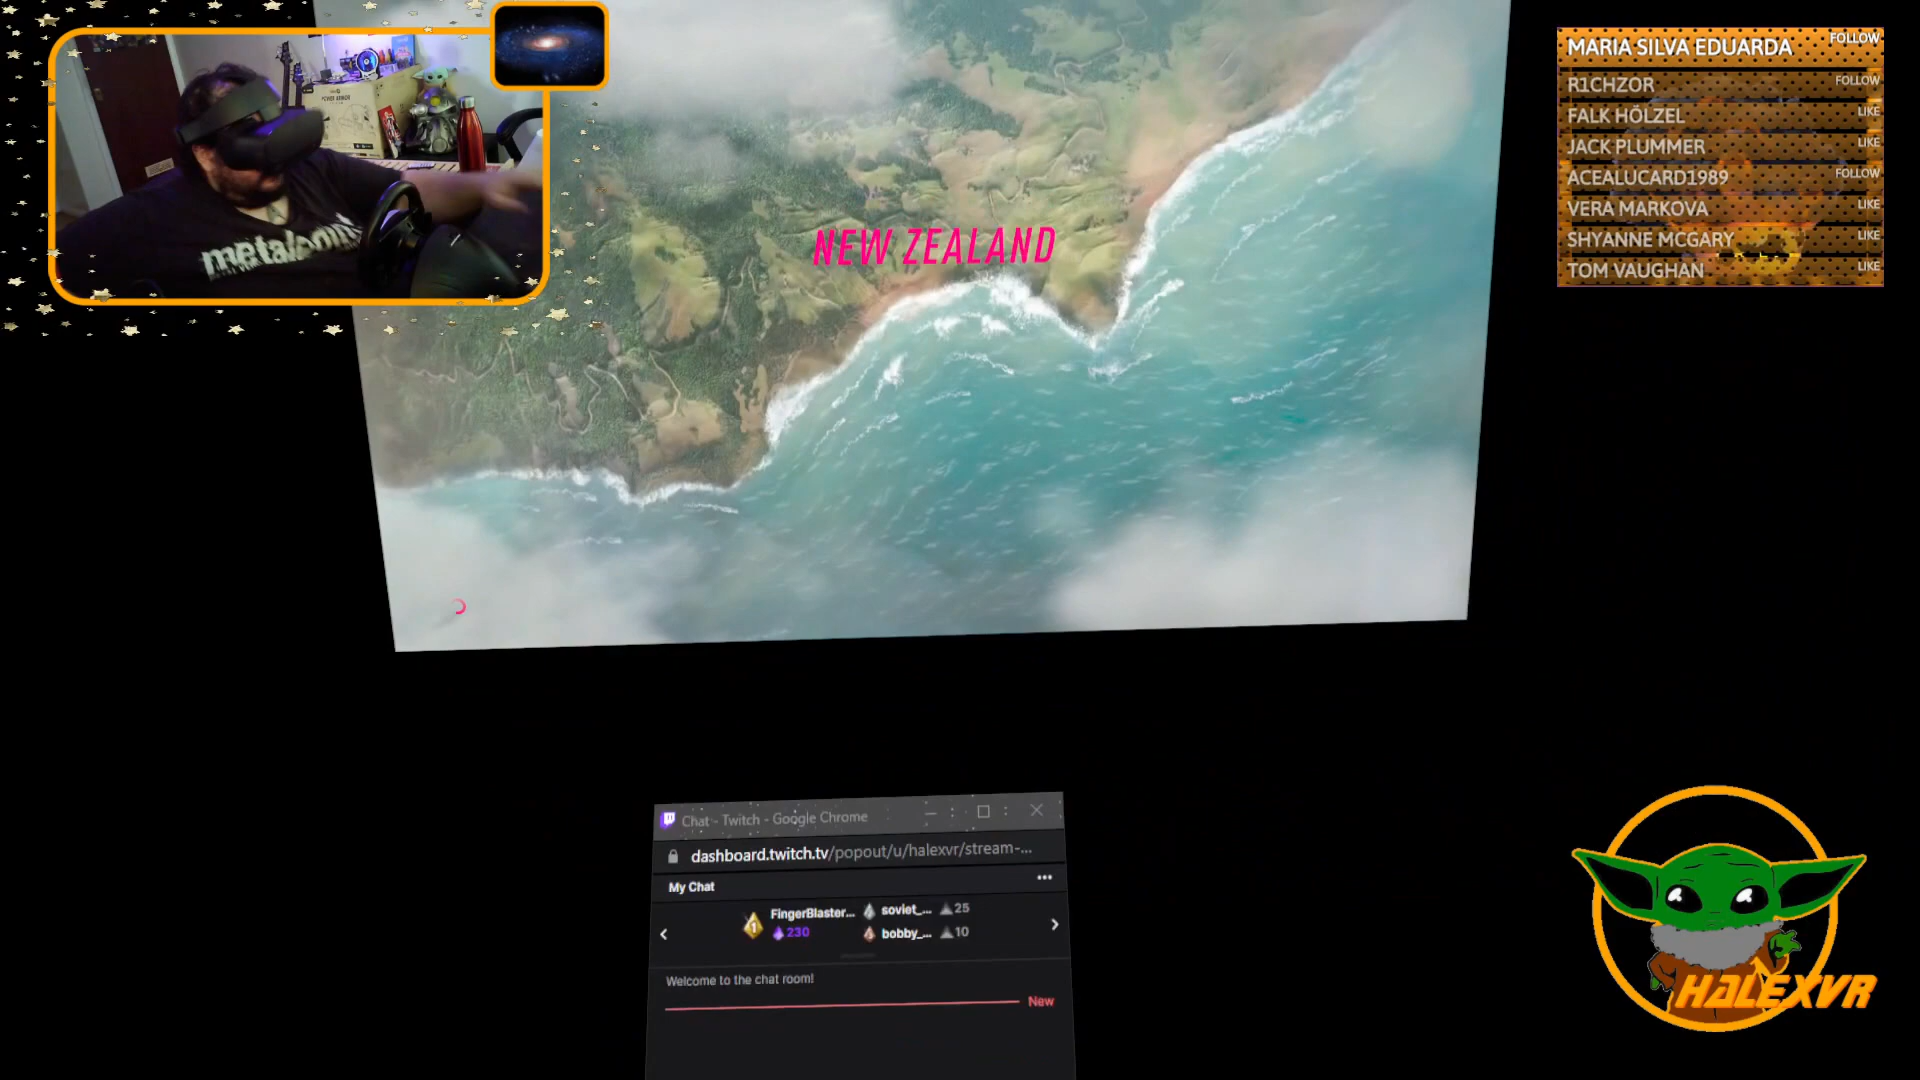 metalpoint
NEW ZEALAND
MARIA SILVA EDUARDA FOLLOW
R1CHZOR FOLLOW
FALK HÖLZEL LIKE
JACK PLUMMER LIKE
ACEALUCARD1989 FOLLOW
VERA MARKOVA LIKE
SHYANNE MCGARY LIKE
TOM VAUGHAN LIKE
Chat - Twitch - Google Chrome
dashboard.twitch.tv/popout/u/halexvr/stream-...
My Chat
1 FingerBlaster... soviet_... 25
230 bobby_... 10
Welcome to the chat room!
New
HALEXVR